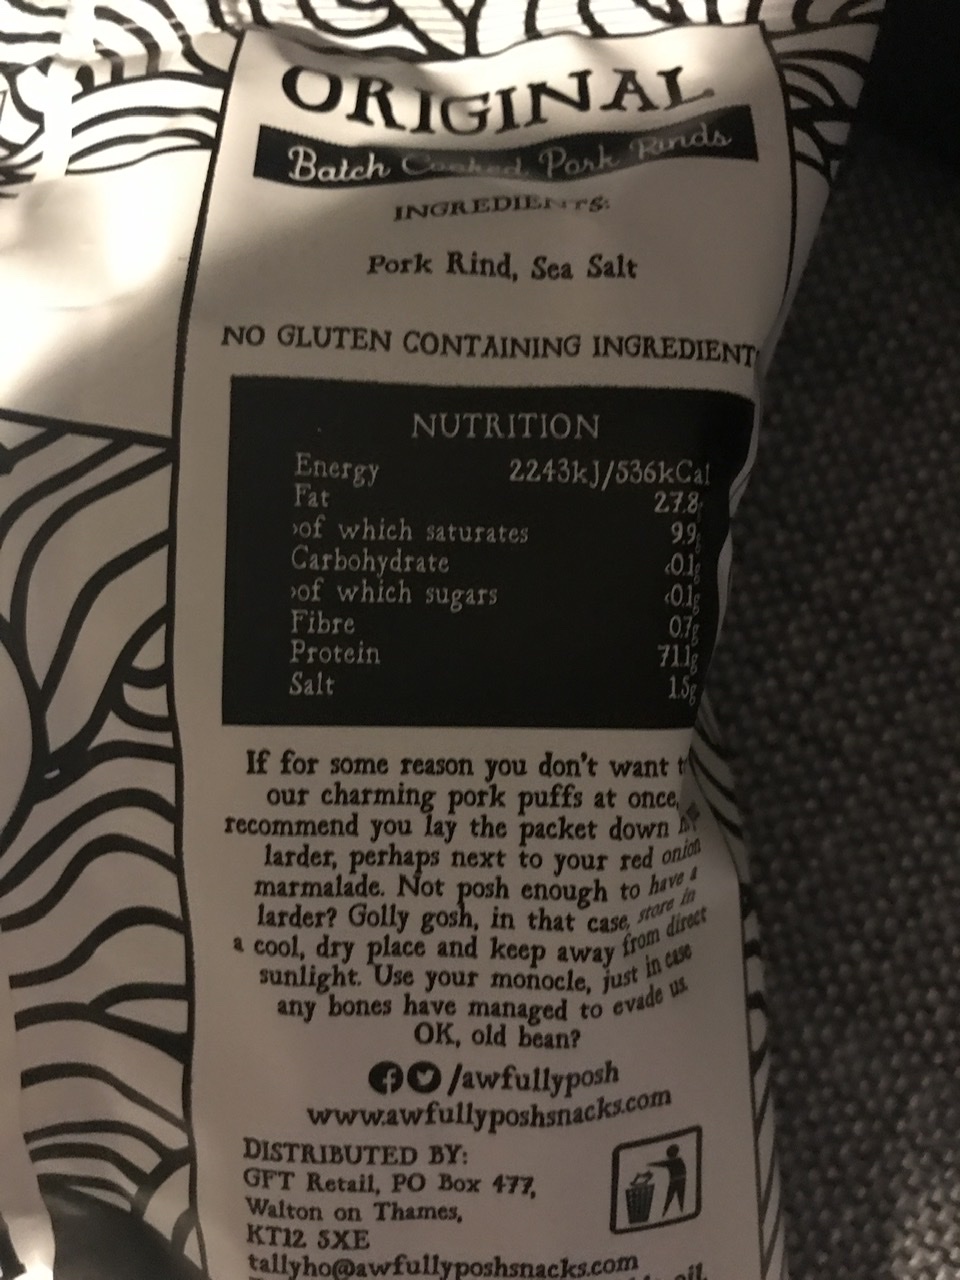 ORIGINAL
Batch Cooked Pork Rinds
INGREDIENTS:
Pork Rind, Sea Salt
NO GLUTEN CONTAINING INGREDIENT
NUTRITION
Energy 2243kJ/536kCal
Fat 27.8g
>of which saturates 9.9g
Carbohydrate <0.1g
>of which sugars <0.1g
Fibre 0.7g
Protein 71.1g
Salt 1.5g
If for some reason you don't want
our charming pork puffs at once,
recommend you lay the packet down
larder, perhaps next to your red onion
marmalade. Not posh enough to have a
larder? Golly gosh, in that case, store in
a cool, dry place and keep away from direct
sunlight. Use your monocle, just in case
any bones have managed to evade us.
OK, old bean?
/awfullyposh
www.awfullyposhsnacks.com
DISTRIBUTED BY:
GFT Retail, PO Box 477,
Walton on Thames,
KT12 5XE
tallyho@awfullyposhsnacks.com